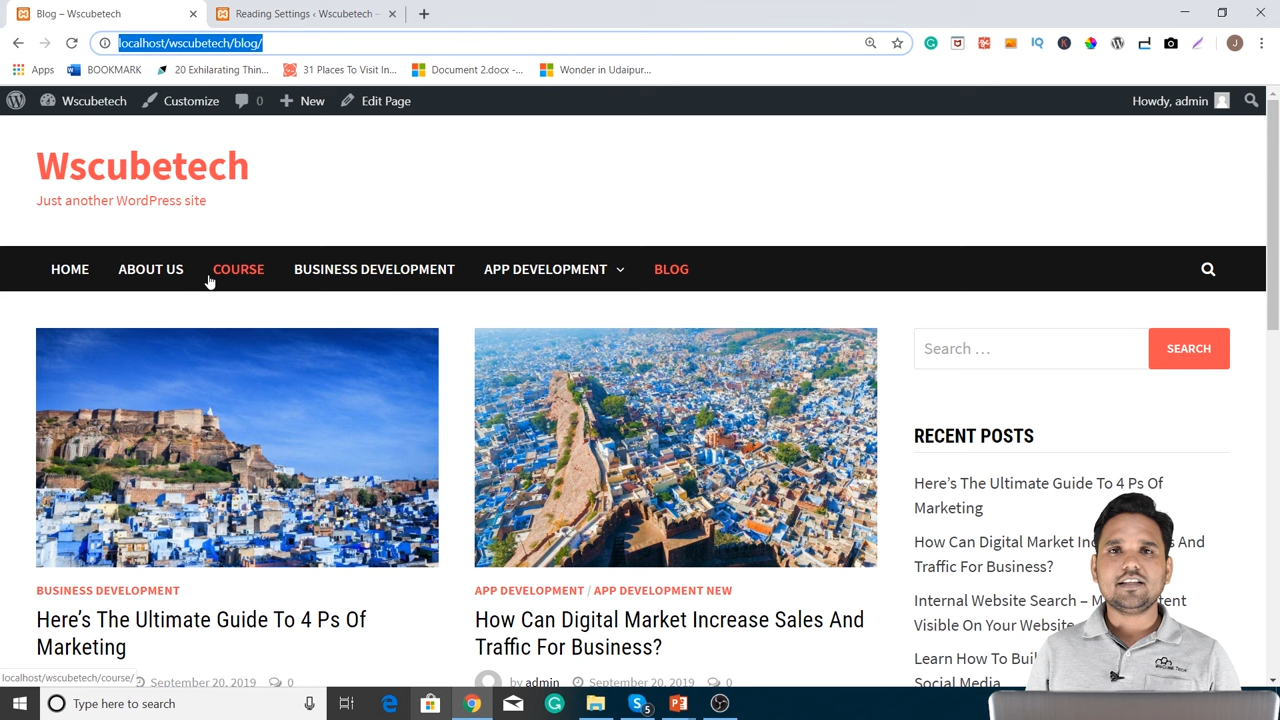 Blog – Wscubetech
Reading Settings ‹ Wscubetech –
localhost/wscubetech/blog/
Apps
BOOKMARK
20 Exhilarating Thin...
31 Places To Visit In...
Document 2.docx -...
Wonder in Udaipur...
Wscubetech
Customize
0
New
Edit Page
Howdy, admin
Wscubetech
Just another WordPress site
HOME
ABOUT US
COURSE
BUSINESS DEVELOPMENT
APP DEVELOPMENT
BLOG
Search …
SEARCH
RECENT POSTS
Here’s The Ultimate Guide To 4 Ps Of
Marketing
How Can Digital Market Inc s And
Traffic For Business?
Internal Website Search – M tent
Visible On Your Website
Learn How To Buil
Social Media
BUSINESS DEVELOPMENT
Here’s The Ultimate Guide To 4 Ps Of
Marketing
September 20, 2019
0
APP DEVELOPMENT / APP DEVELOPMENT NEW
How Can Digital Market Increase Sales And
Traffic For Business?
by admin
September 20, 2019
0
localhost/wscubetech/course/
Type here to search
5